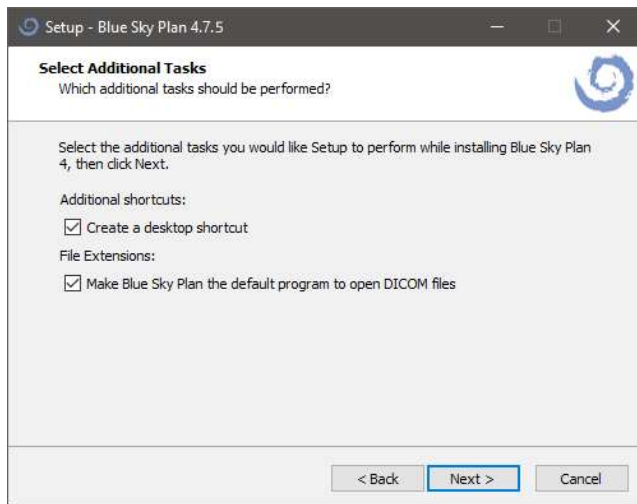 Setup - Blue Sky Plan 4.7.5
Select Additional Tasks
Which additional tasks should be performed?
Select the additional tasks you would like Setup to perform while installing Blue Sky Plan
4, then click Next.
Additional shortcuts:
Create a desktop shortcut
File Extensions:
Make Blue Sky Plan the default program to open DICOM files
< Back
Next >
Cancel